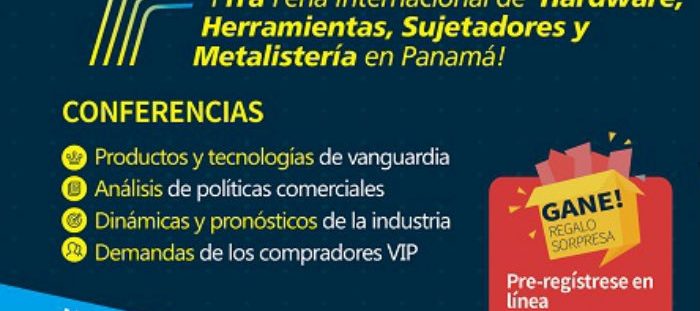 ¡1ra Feria Internacional de Hardware,
Herramientas, Sujetadores y
Metalistería en Panamá!
CONFERENCIAS
Productos y tecnologías de vanguardia
Análisis de políticas comerciales
Dinámicas y pronósticos de la industria
Demandas de los compradores VIP
GANE!
REGALO
SORPRESA
Pre-regístrese en
línea